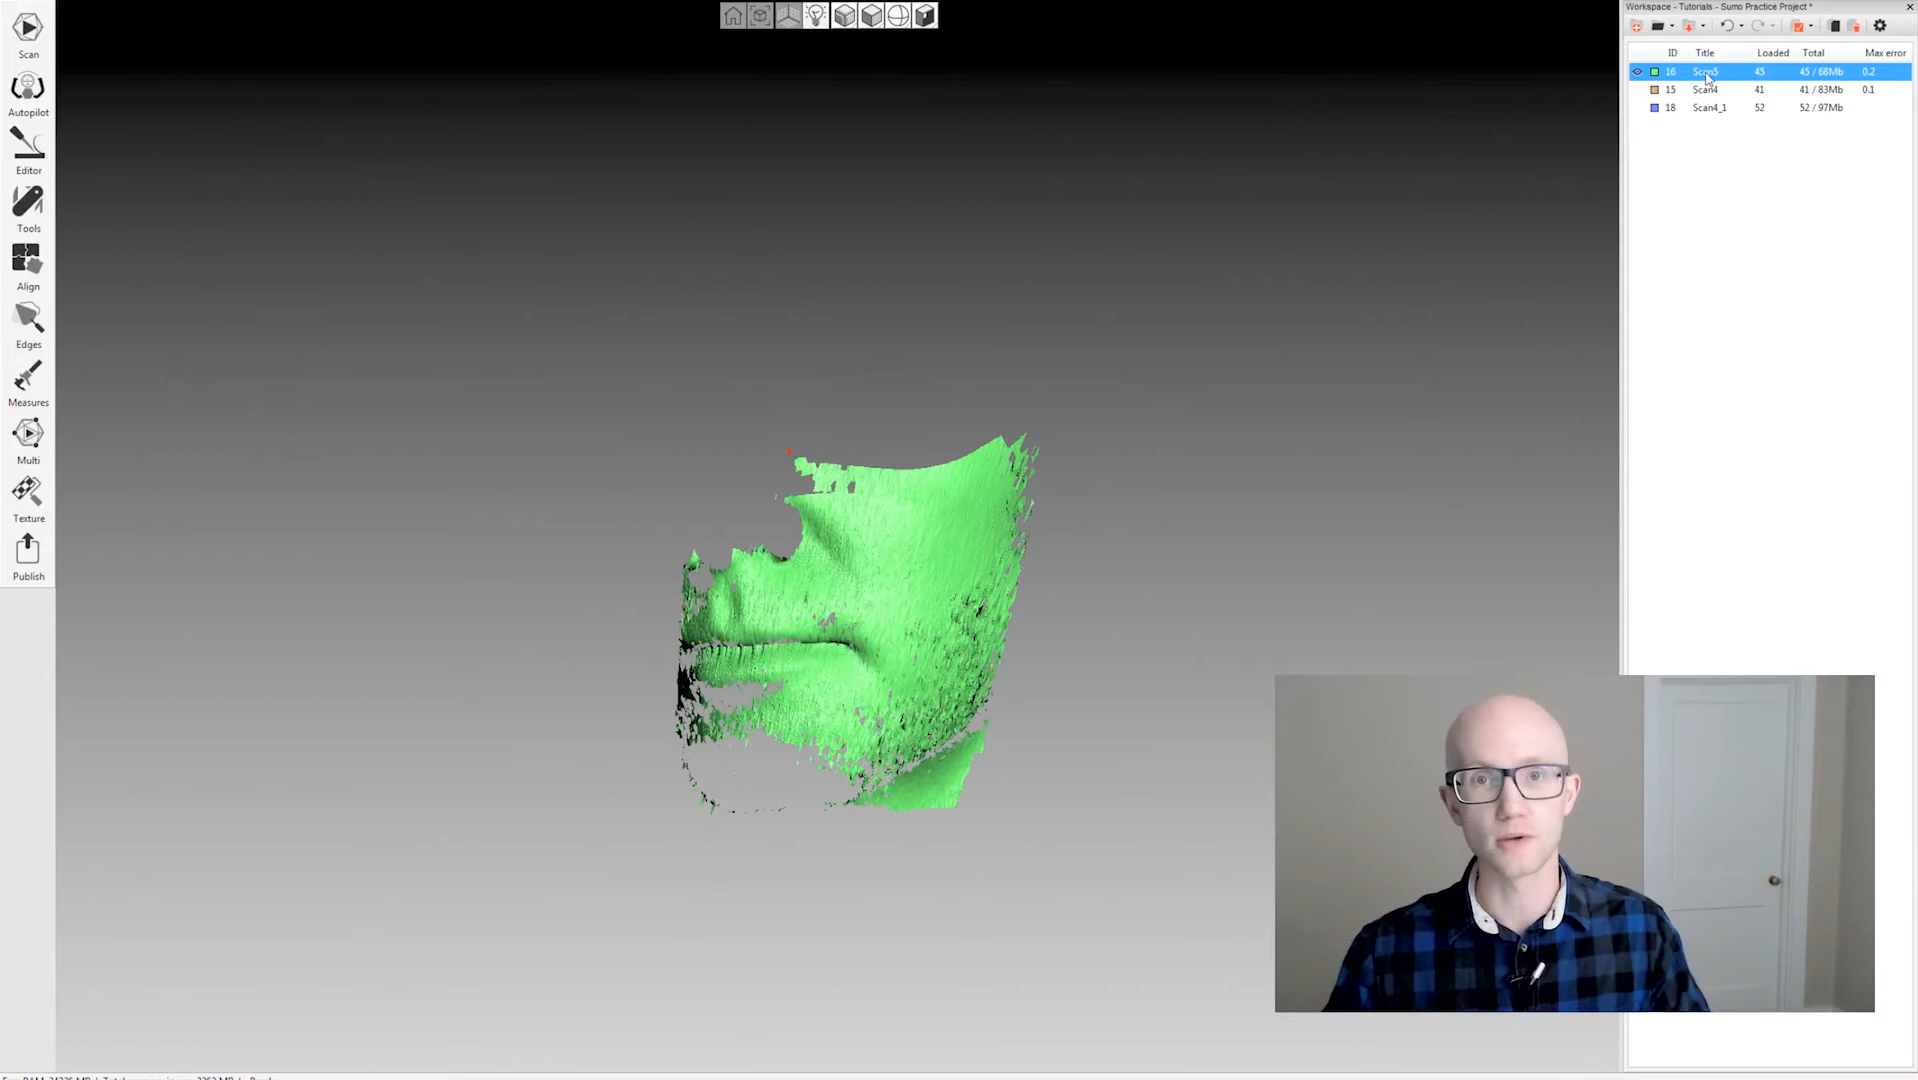 Workspace - Tutorials - Sumo Practice Project *
Scan
Autopilot
Editor
Tools
Align
Edges
Measures
Multi
Texture
Publish
ID Title Loaded Total Max error
16 Scan5 45 45 / 68Mb 0.2
15 Scan4 41 41 / 83Mb 0.1
18 Scan4_1 52 52 / 97Mb